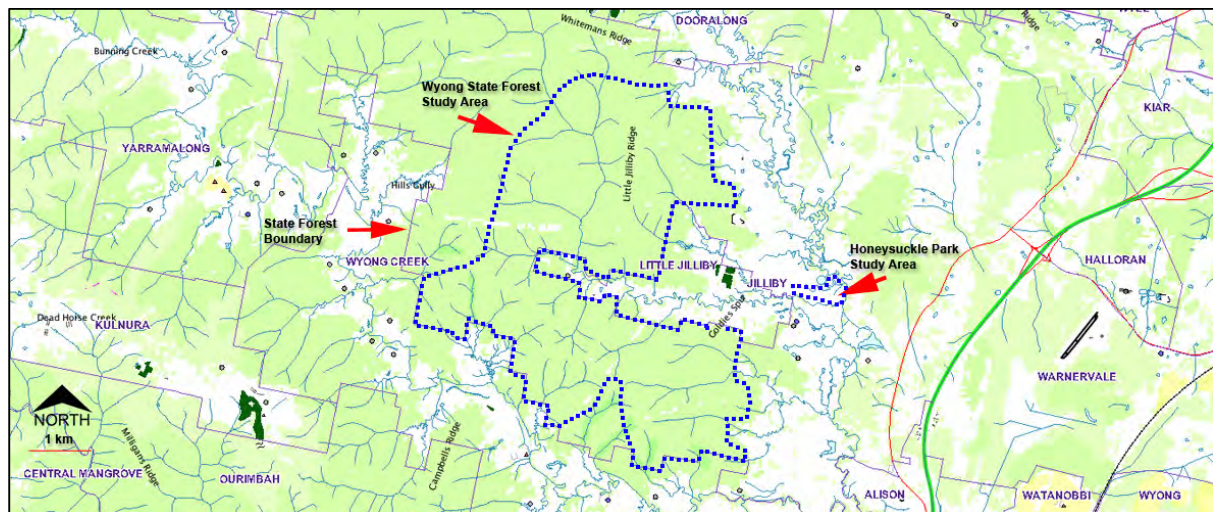 Whitemans Ridge
DOORALONG
Ridge
Bunning Creek
Wyong State Forest
Study Area
KIAR
YARRAMALONG
Little Jilliby Ridge
Hills Gully
State Forest
Boundary
Honeysuckle Park
Study Area
WYONG CREEK
LITTLE JILLIBY
JILLIBY
HALLORAN
Goldie's Spur
Dead Horse Creek
KULNURA
WARNERVALE
NORTH
1 km
Milligans Ridge
Campbells Ridge
CENTRAL MANGROVE
OURIMBAH
ALISON
WATANOBBI
WYONG